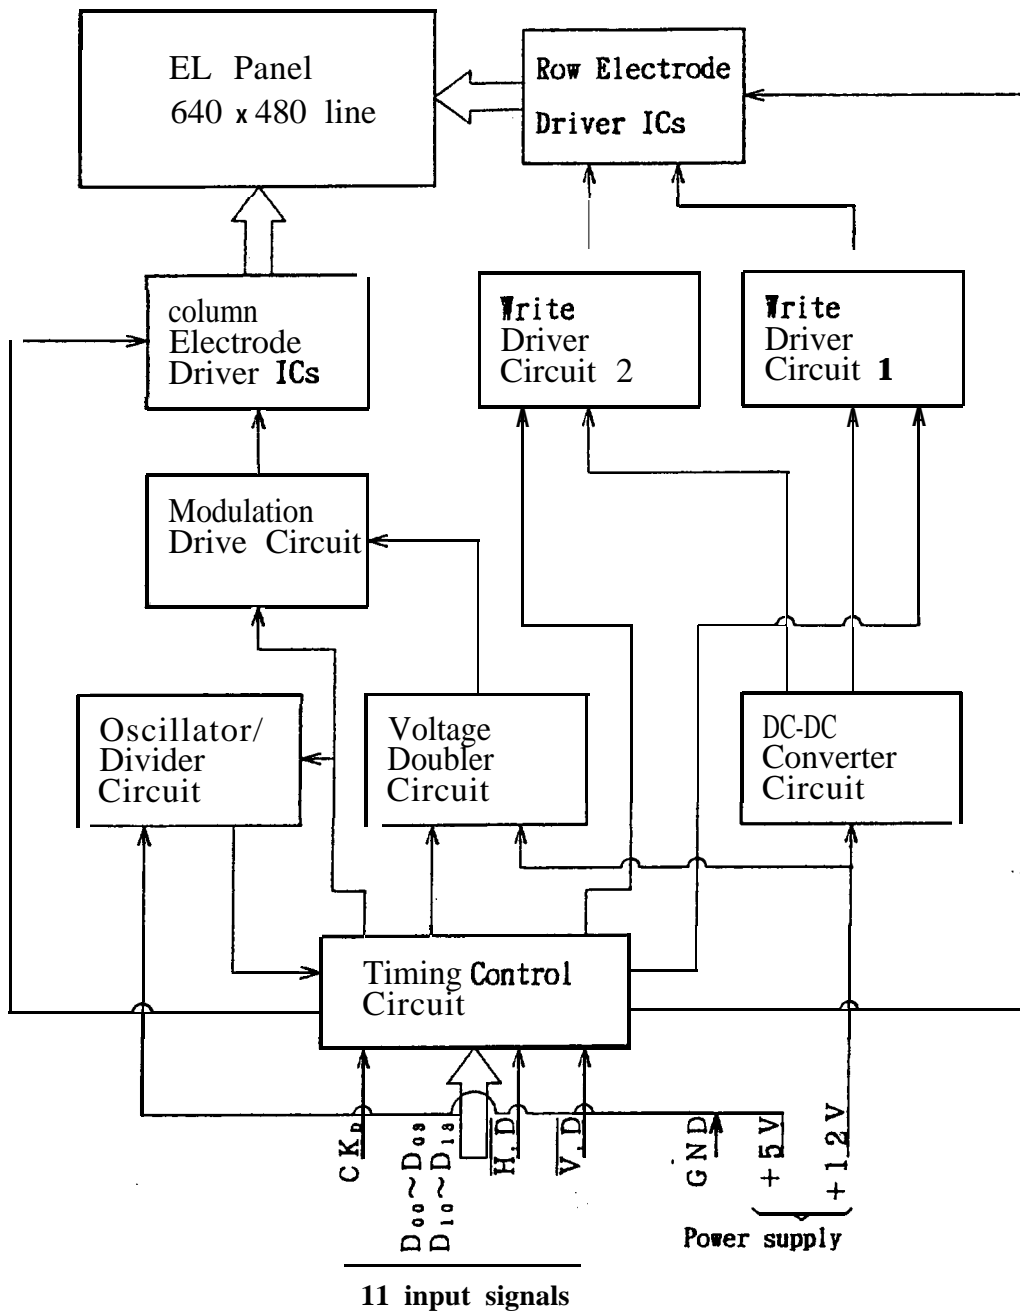 EL Panel
640 x 480 line
Row Electrode
Driver ICs
column
Electrode
Driver ICs
Write
Driver
Circuit 2
Write
Driver
Circuit 1
Modulation
Drive Circuit
Oscillator/
Divider
Circuit
Voltage
Doubler
Circuit
DC-DC
Converter
Circuit
Timing Control
Circuit
CK_D
D₀₀~D₀₃
D₁₀~D₁₃
H.D
V.D
GND
+5V
+12V
Power supply
11 input signals